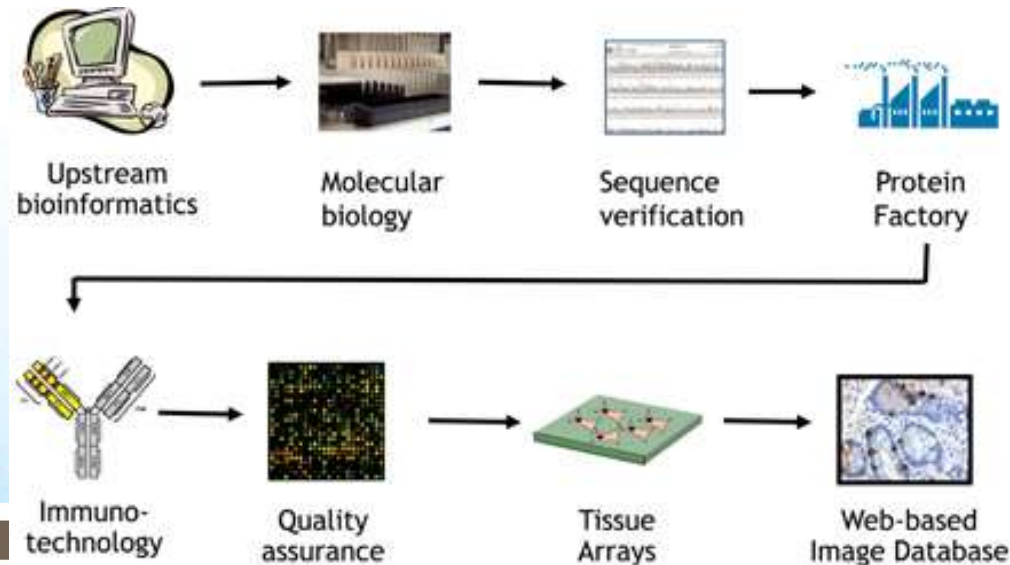 Upstream
bioinformatics
Molecular
biology
Sequence
verification
Protein
Factory
Immuno-
technology
Quality
assurance
Tissue
Arrays
Web-based
Image Database